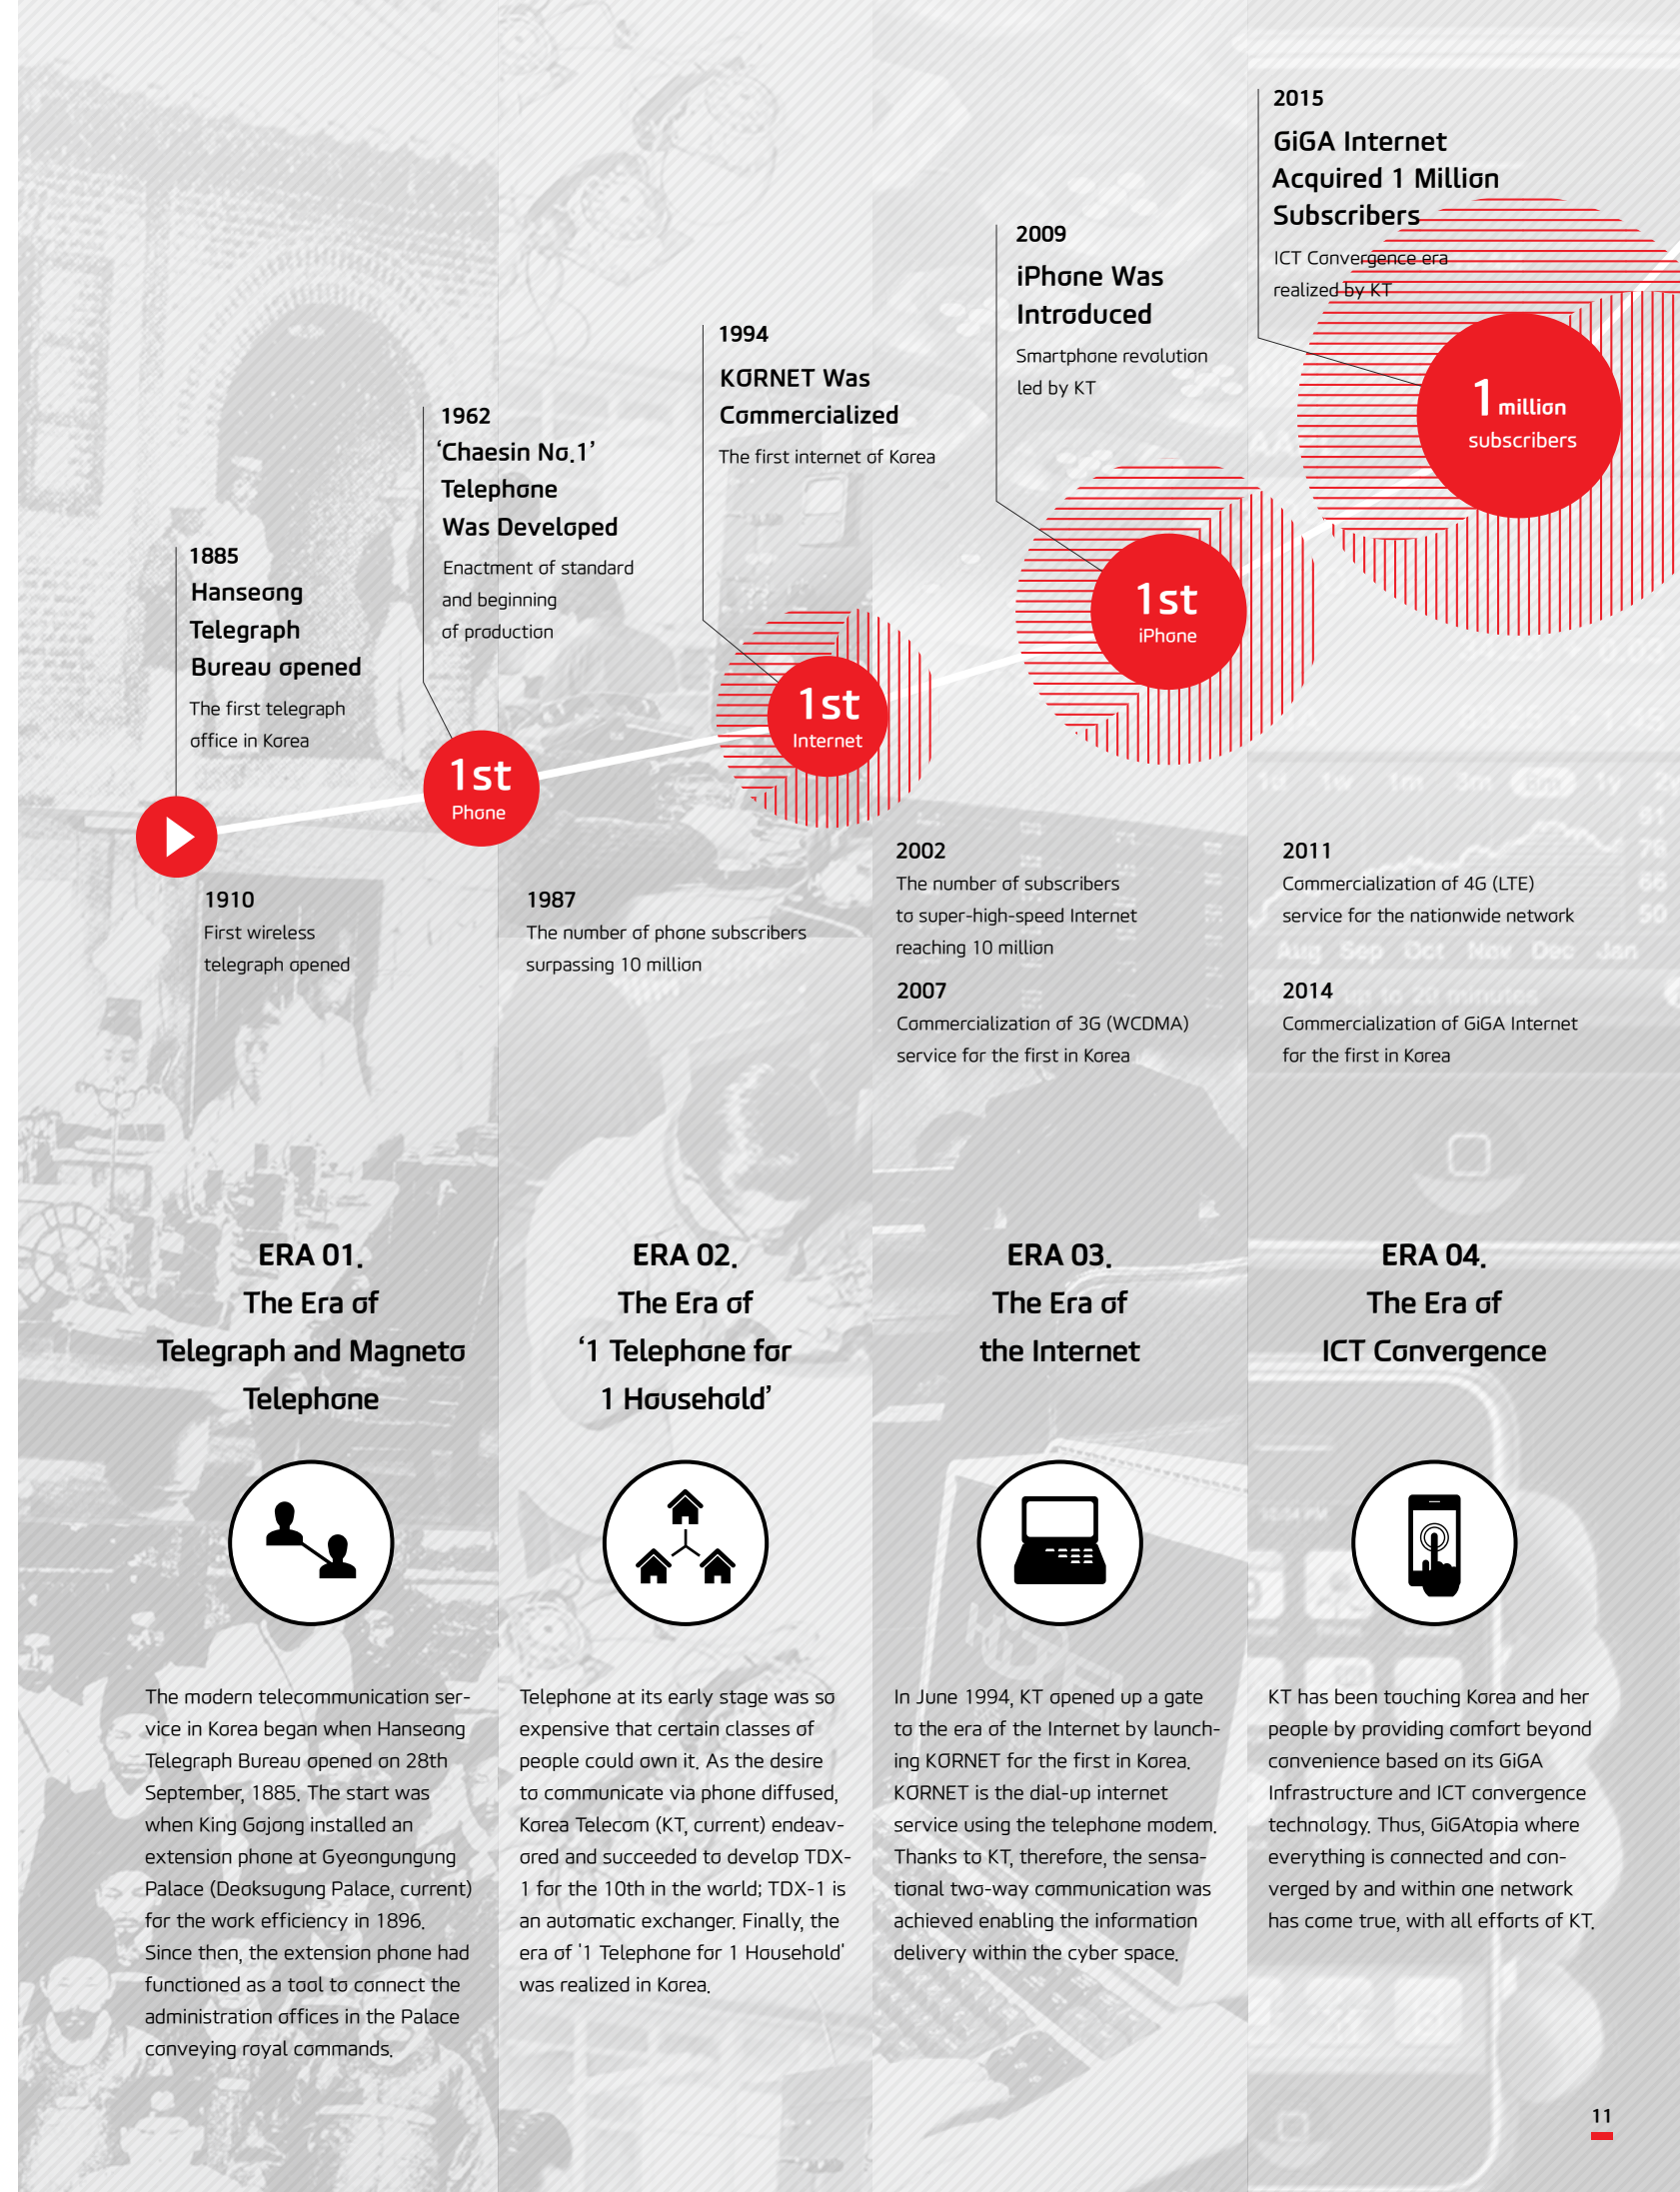 2015
GiGA Internet
Acquired 1 Million
Subscribers
ICT Convergence era
realized by KT
1 million
subscribers
2009
iPhone Was
Introduced
Smartphone revolution
led by KT
1st
iPhone
1994
KORNET Was
Commercialized
The first internet of Korea
1st
Internet
1962
‘Chaesin No.1’
Telephone
Was Developed
Enactment of standard
and beginning
of production
1st
Phone
1885
Hanseong
Telegraph
Bureau opened
The first telegraph
office in Korea
1910
First wireless
telegraph opened
1987
The number of phone subscribers
surpassing 10 million
2002
The number of subscribers
to super-high-speed Internet
reaching 10 million
2007
Commercialization of 3G (WCDMA)
service for the first in Korea
2011
Commercialization of 4G (LTE)
service for the nationwide network
Aug Sep Oct Nov Dec Jan
2014
Commercialization of GiGA Internet
for the first in Korea
ERA 01.
The Era of
Telegraph and Magneto
Telephone
The modern telecommunication ser-
vice in Korea began when Hanseong
Telegraph Bureau opened on 28th
September, 1885. The start was
when King Gojong installed an
extension phone at Gyeongungung
Palace (Deoksugung Palace, current)
for the work efficiency in 1896.
Since then, the extension phone had
functioned as a tool to connect the
administration offices in the Palace
conveying royal commands.
ERA 02.
The Era of
‘1 Telephone for
1 Household’
Telephone at its early stage was so
expensive that certain classes of
people could own it. As the desire
to communicate via phone diffused,
Korea Telecom (KT, current) endeav-
ored and succeeded to develop TDX-
1 for the 10th in the world; TDX-1 is
an automatic exchanger. Finally, the
era of '1 Telephone for 1 Household'
was realized in Korea.
ERA 03.
The Era of
the Internet
In June 1994, KT opened up a gate
to the era of the Internet by launch-
ing KORNET for the first in Korea.
KORNET is the dial-up internet
service using the telephone modem.
Thanks to KT, therefore, the sensa-
tional two-way communication was
achieved enabling the information
delivery within the cyber space.
ERA 04.
The Era of
ICT Convergence
KT has been touching Korea and her
people by providing comfort beyond
convenience based on its GiGA
Infrastructure and ICT convergence
technology. Thus, GiGAtopia where
everything is connected and con-
verged by and within one network
has come true, with all efforts of KT.
11